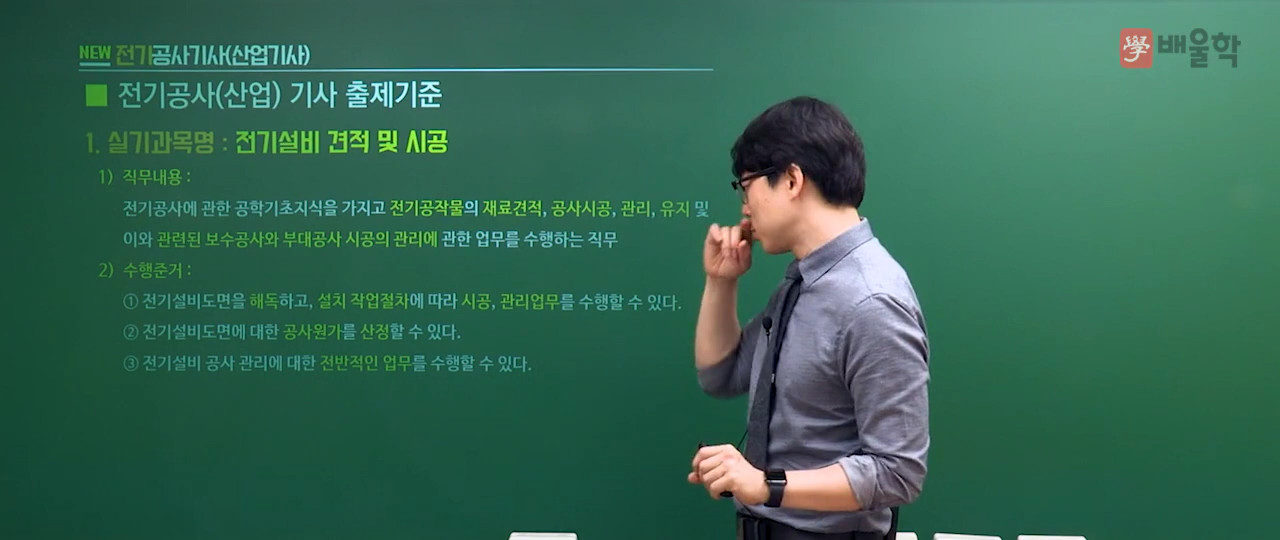 NEW 전기공사기사(산업기사)
學 배울학
■ 전기공사(산업) 기사 출제기준
1. 실기과목명 : 전기설비 견적 및 시공
1) 직무내용 :
전기공사에 관한 공학기초지식을 가지고 전기공작물의 재료견적, 공사시공, 관리, 유지 및
이와 관련된 보수공사와 부대공사 시공의 관리에 관한 업무를 수행하는 직무
2) 수행준거 :
① 전기설비도면을 해독하고, 설치 작업절차에 따라 시공, 관리업무를 수행할 수 있다.
② 전기설비도면에 대한 공사원가를 산정할 수 있다.
③ 전기설비 공사 관리에 대한 전반적인 업무를 수행할 수 있다.